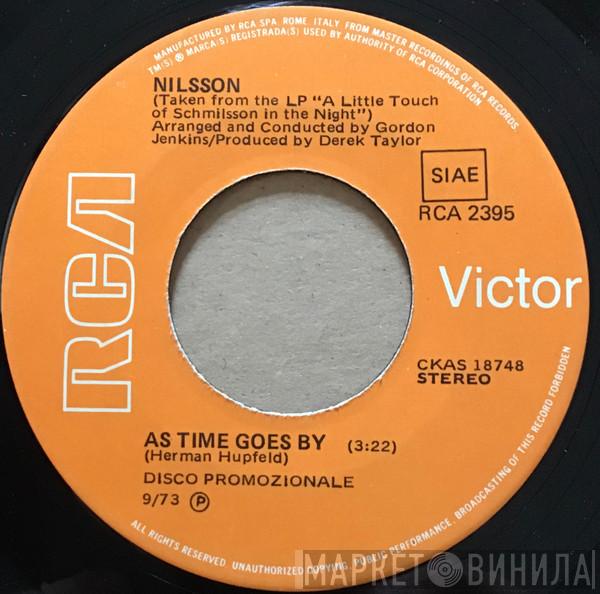 MANUFACTURED BY RCA SPA, ROME, ITALY, FROM MASTER RECORDINGS OF RCA RECORDS.
TM(S) ® MARCA(S) REGISTRADA(S) USED BY AUTHORITY OF RCA CORPORATION
NILSSON
(Taken from the LP "A Little Touch
of Schmilsson in the Night")
Arranged and Conducted by Gordon
Jenkins/Produced by Derek Taylor
SIAE
RCA 2395
RCA
Victor
CKAS 18748
STEREO
AS TIME GOES BY (3:22)
(Herman Hupfeld)
DISCO PROMOZIONALE
9/73 ℗
ALL RIGHTS RESERVED. UNAUTHORIZED COPYING, PUBLIC PERFORMANCE, BROADCASTING OF THIS RECORD FORBIDDEN
МАРКЕТ ВИНИЛА